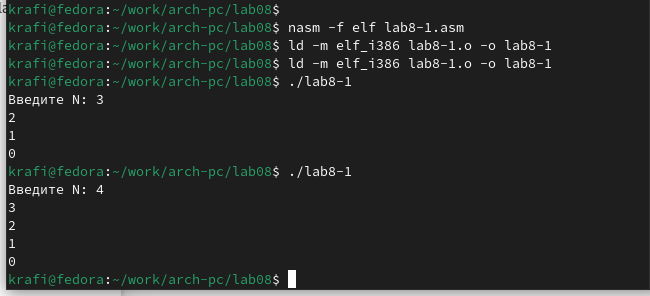 krafi@fedora:~/work/arch-pc/lab08$
krafi@fedora:~/work/arch-pc/lab08$ nasm -f elf lab8-1.asm
krafi@fedora:~/work/arch-pc/lab08$ ld -m elf_i386 lab8-1.o -o lab8-1
krafi@fedora:~/work/arch-pc/lab08$ ld -m elf_i386 lab8-1.o -o lab8-1
krafi@fedora:~/work/arch-pc/lab08$ ./lab8-1
Введите N: 3
2
1
0
krafi@fedora:~/work/arch-pc/lab08$ ./lab8-1
Введите N: 4
3
2
1
0
krafi@fedora:~/work/arch-pc/lab08$